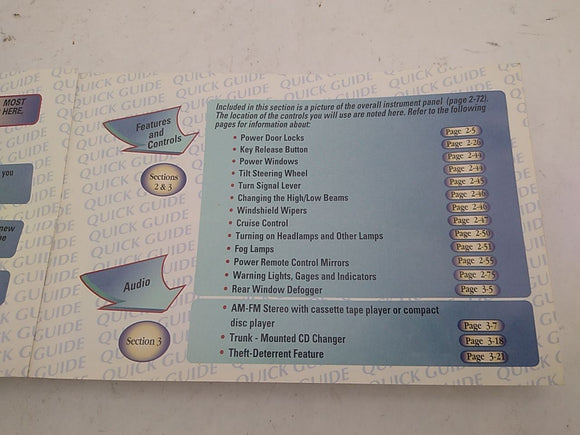 MOST
HERE,
you
new
Features
and
Controls
Sections
2 & 3
Included in this section is a picture of the overall instrument panel (page 2-72).
The location of the controls you will use are noted here. Refer to the following
pages for information about:
• Power Door Locks Page 2-5
• Key Release Button Page 2-26
• Power Windows Page 2-44
• Tilt Steering Wheel Page 2-44
• Turn Signal Lever Page 2-45
• Changing the High/Low Beams Page 2-46
• Windshield Wipers Page 2-46
• Cruise Control Page 2-47
• Turning on Headlamps and Other Lamps Page 2-50
• Fog Lamps Page 2-51
• Power Remote Control Mirrors Page 2-55
• Warning Lights, Gages and Indicators Page 2-75
• Rear Window Defogger Page 3-5
Audio
Section 3
• AM-FM Stereo with cassette tape player or compact
disc player Page 3-7
• Trunk - Mounted CD Changer Page 3-18
• Theft-Deterrent Feature Page 3-21
QUICK GUIDE